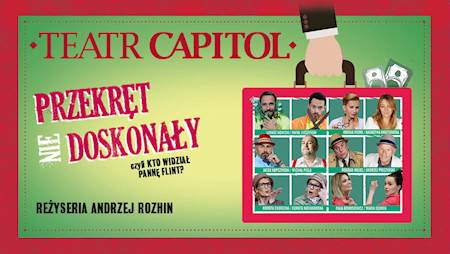 TEATR CAPITOL
PRZEKRĘT
NIE DOSKONAŁY
czyli KTO WIDZIAŁ
PANNĘ FLINT?
REŻYSERIA ANDRZEJ ROZHIN